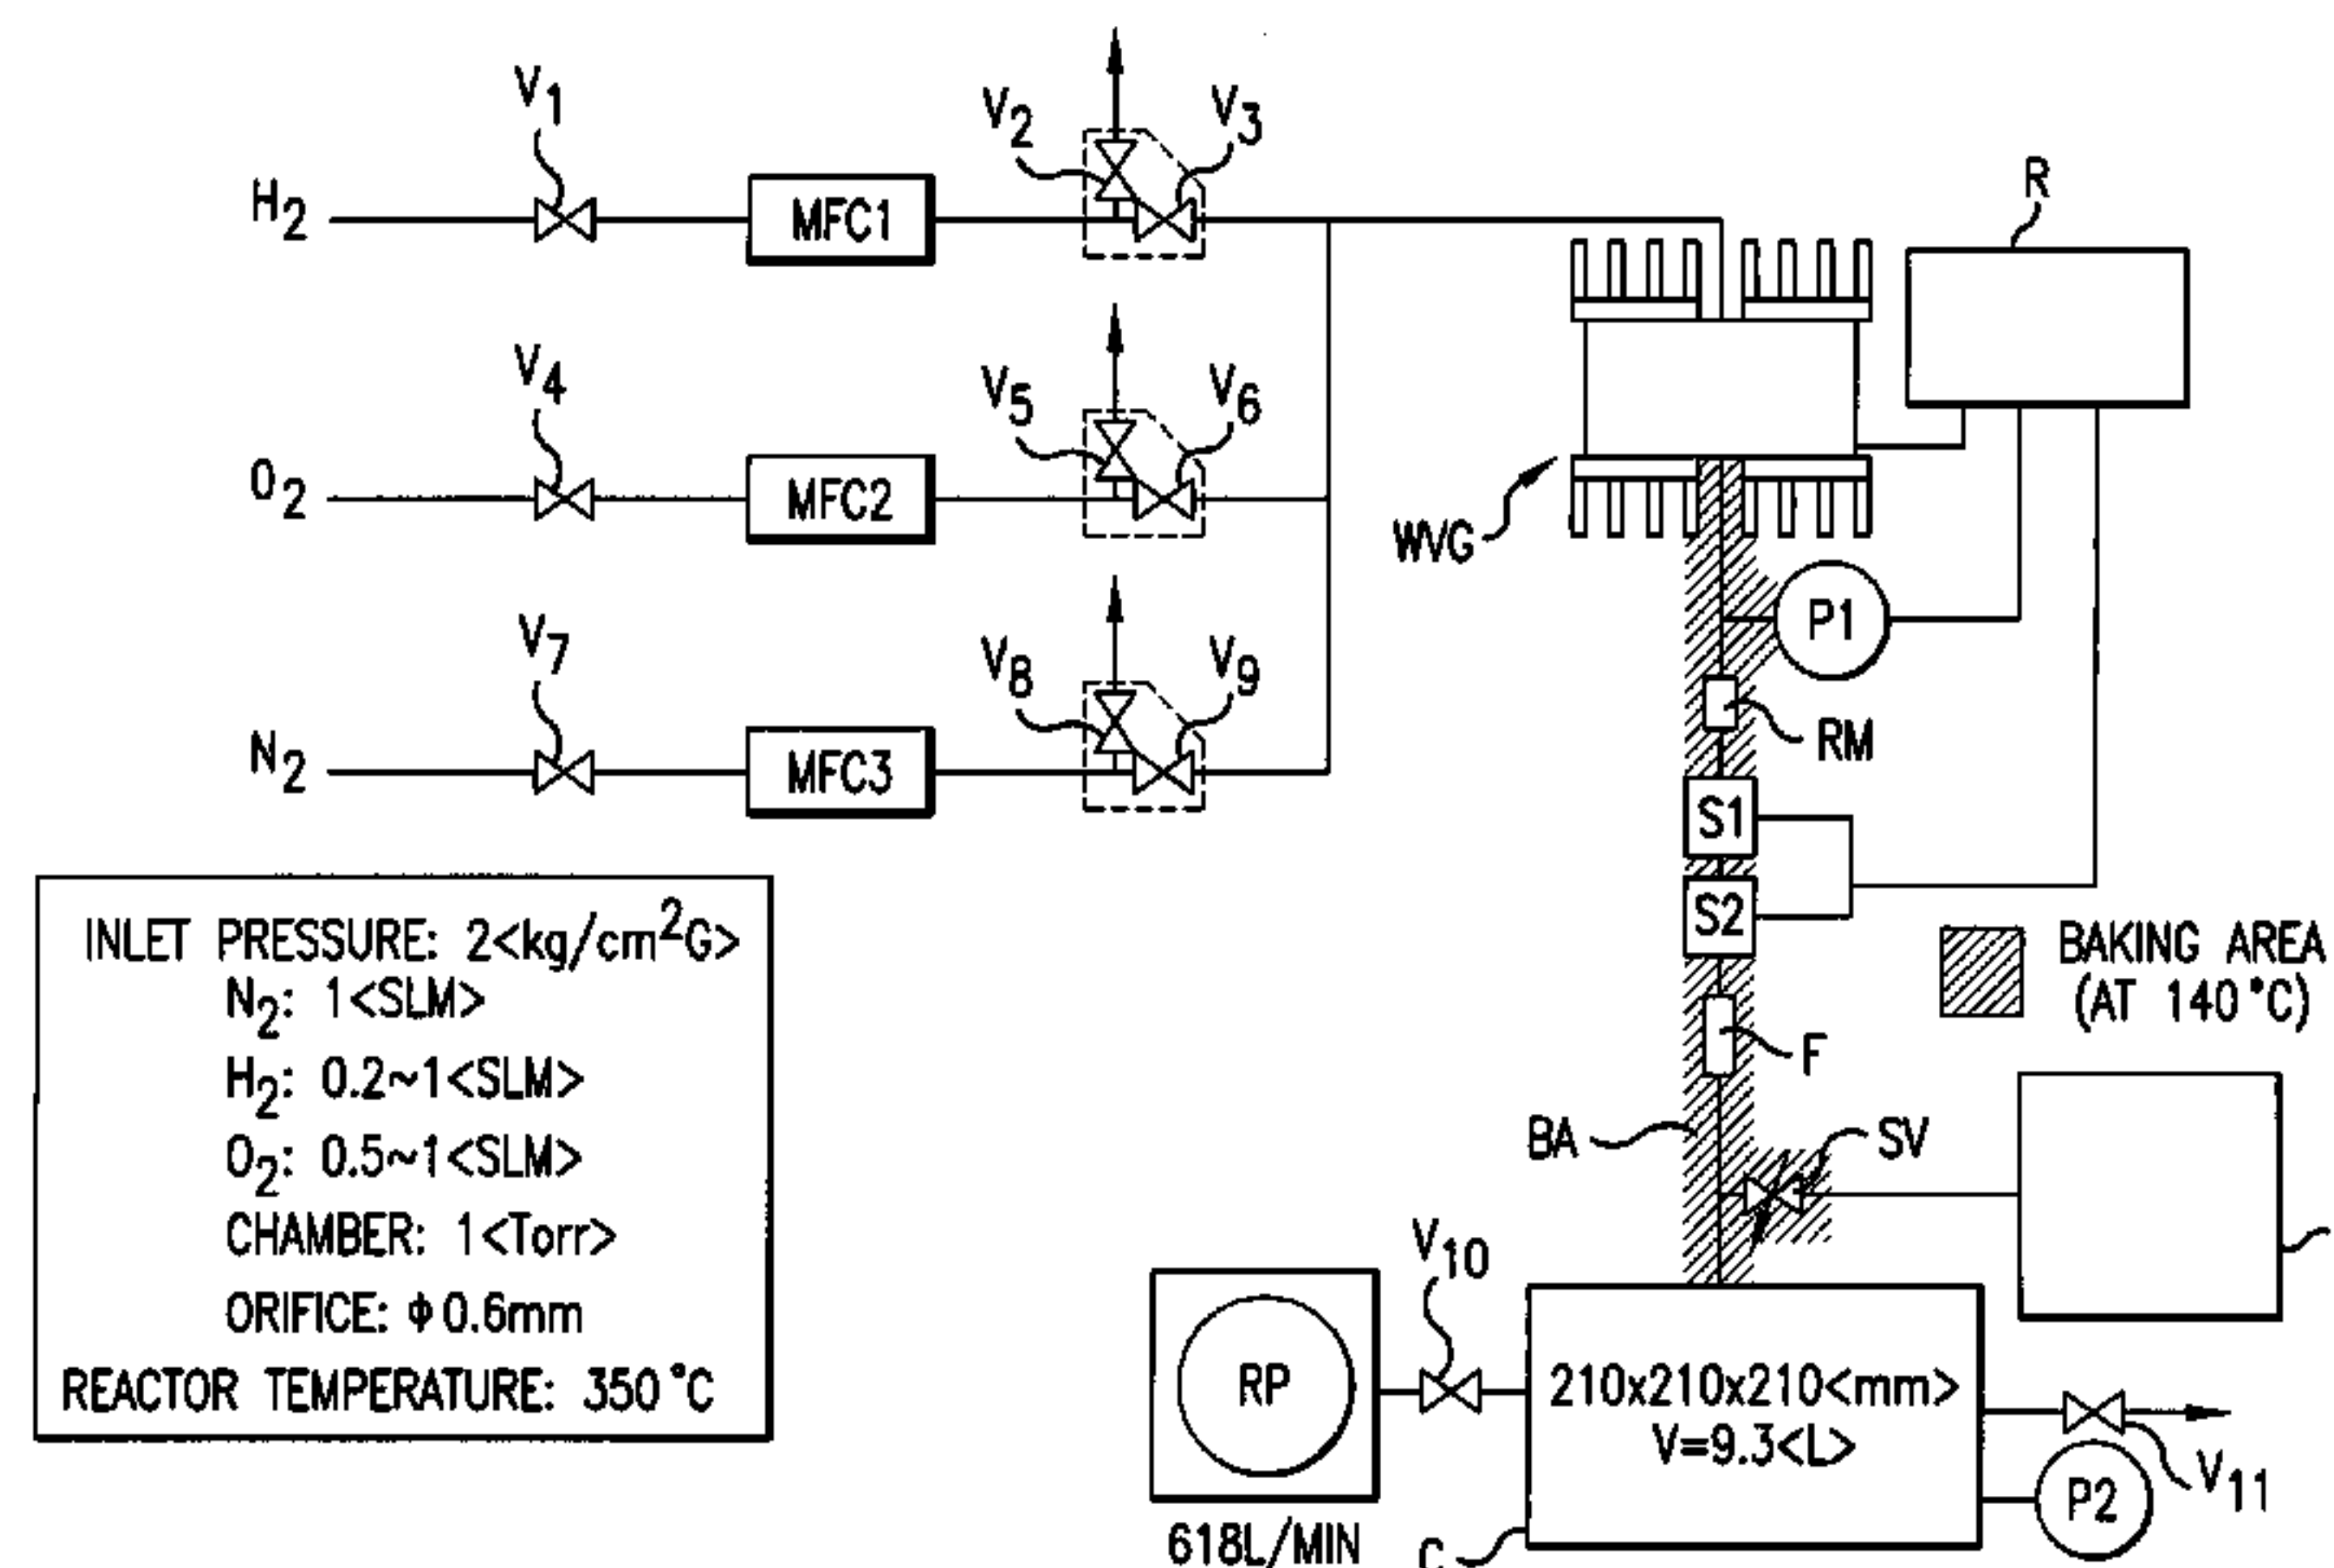 V1
V2
V3
H2
MFC1
R
V4
V5
V6
O2
MFC2
WVG
P1
V7
V8
V9
RM
N2
MFC3
S1
S2
INLET PRESSURE: 2<kg/cm2G>
N2: 1<SLM>
H2: 0.2~1<SLM>
O2: 0.5~1<SLM>
CHAMBER: 1<Torr>
ORIFICE: ϕ0.6mm
REACTOR TEMPERATURE: 350°C
BAKING AREA
(AT 140°C)
F
BA
SV
V10
RP
210x210x210<mm>
V=9.3<L>
V11
P2
618L/MIN
C